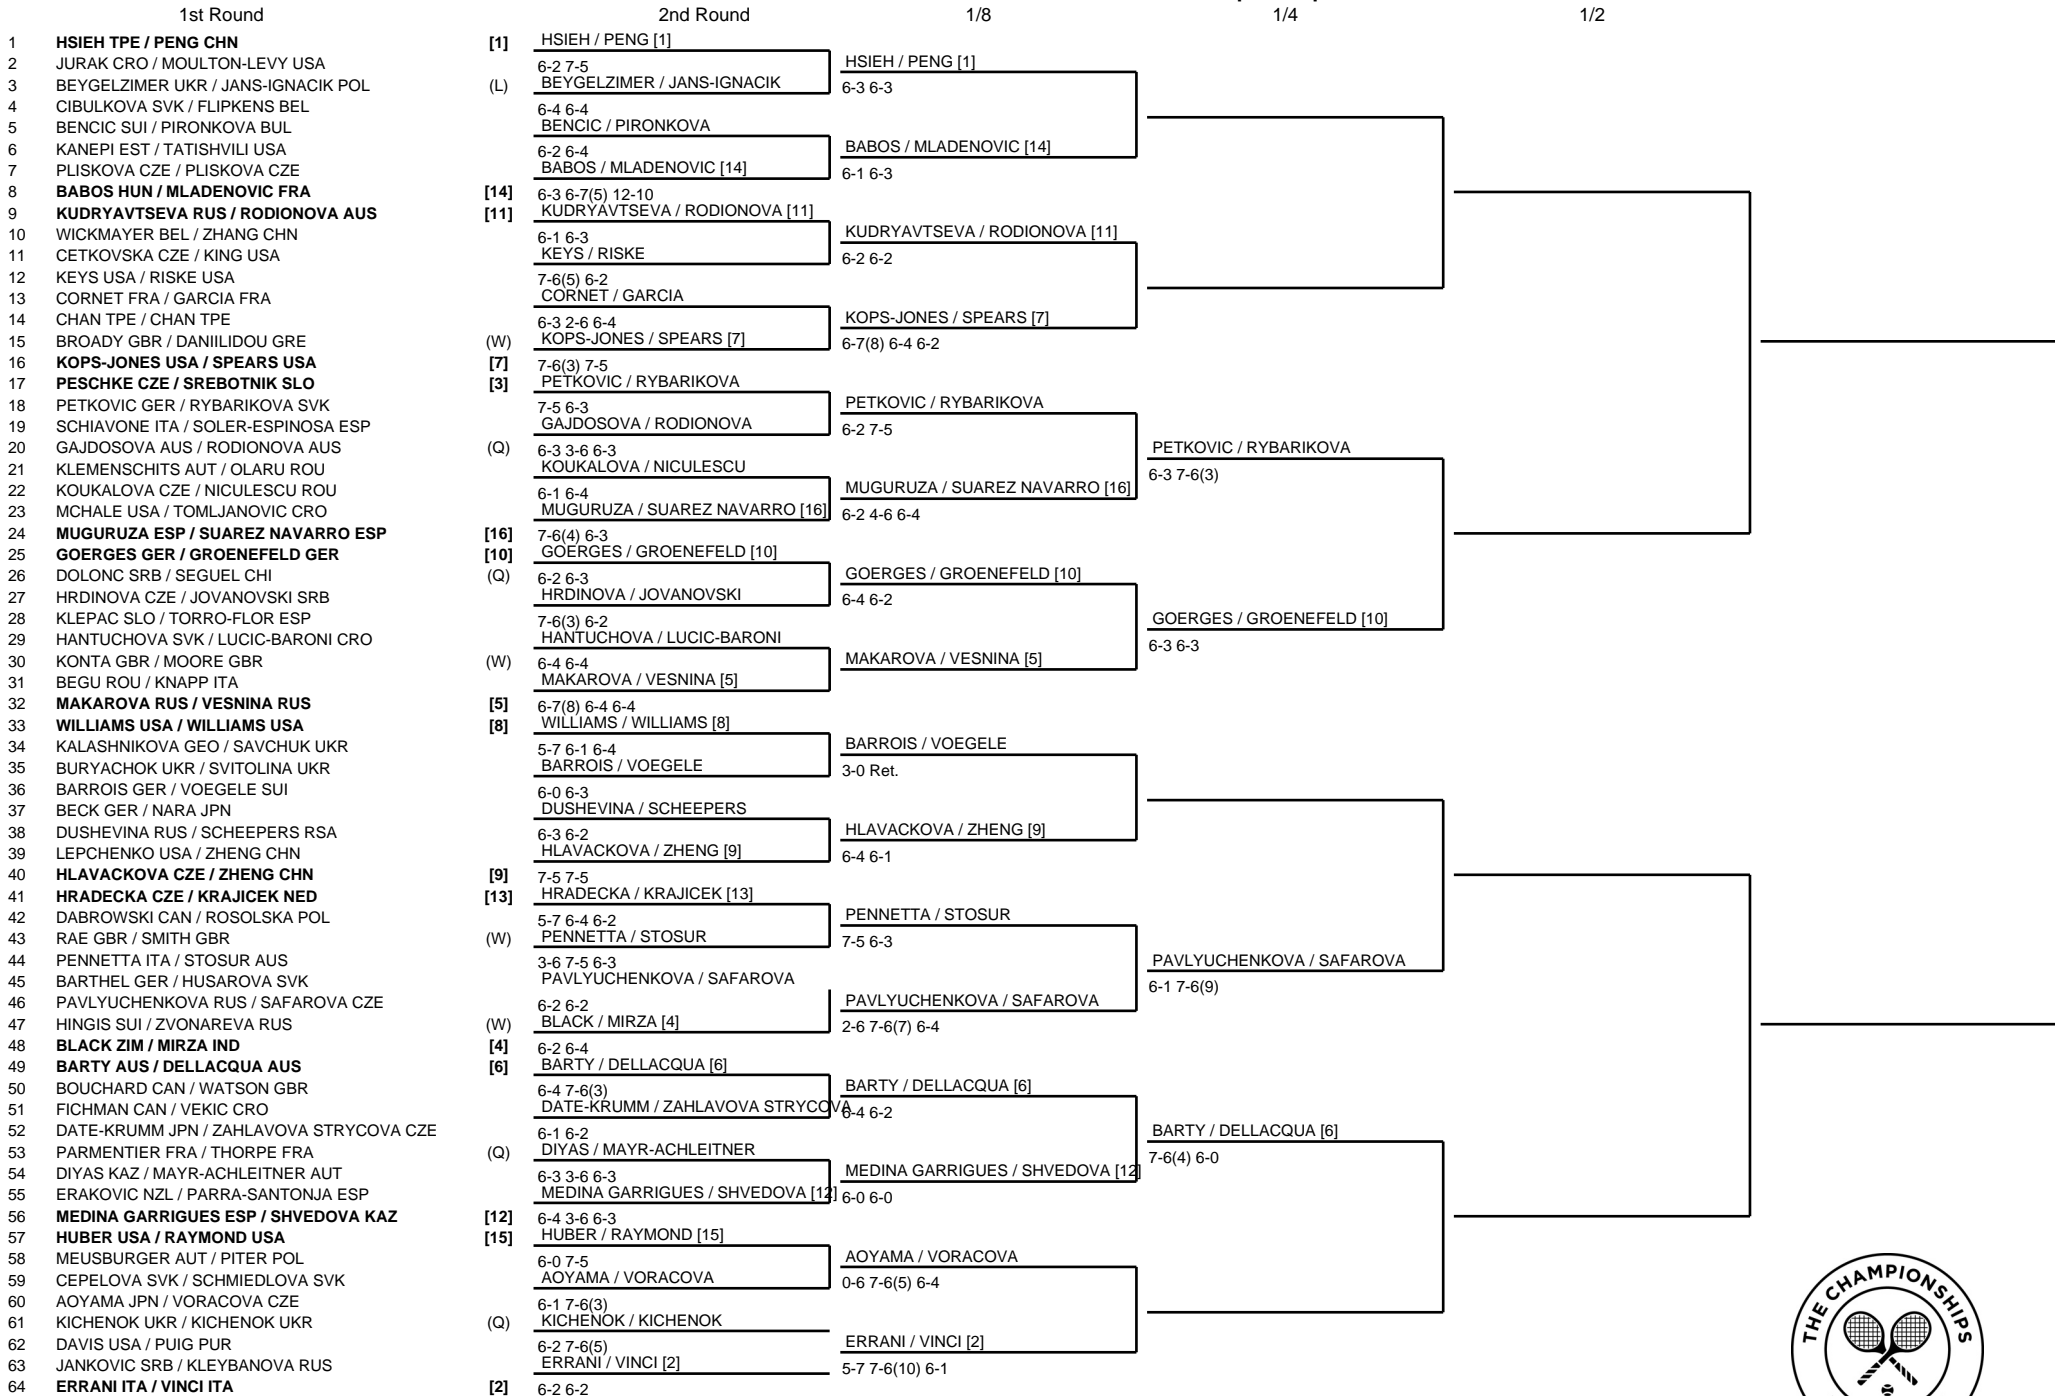 1st Round 2nd Round 1/8 1/4 1/2
1 HSIEH TPE / PENG CHN [1]
2 JURAK CRO / MOULTON-LEVY USA
3 BEYGELZIMER UKR / JANS-IGNACIK POL (L)
4 CIBULKOVA SVK / FLIPKENS BEL
5 BENCIC SUI / PIRONKOVA BUL
6 KANEPI EST / TATISHVILI USA
7 PLISKOVA CZE / PLISKOVA CZE
8 BABOS HUN / MLADENOVIC FRA [14]
9 KUDRYAVTSEVA RUS / RODIONOVA AUS [11]
10 WICKMAYER BEL / ZHANG CHN
11 CETKOVSKA CZE / KING USA
12 KEYS USA / RISKE USA
13 CORNET FRA / GARCIA FRA
14 CHAN TPE / CHAN TPE
15 BROADY GBR / DANIILIDOU GRE (W)
16 KOPS-JONES USA / SPEARS USA [7]
17 PESCHKE CZE / SREBOTNIK SLO [3]
18 PETKOVIC GER / RYBARIKOVA SVK
19 SCHIAVONE ITA / SOLER-ESPINOSA ESP
20 GAJDOSOVA AUS / RODIONOVA AUS (Q)
21 KLEMENSCHITS AUT / OLARU ROU
22 KOUKALOVA CZE / NICULESCU ROU
23 MCHALE USA / TOMLJANOVIC CRO
24 MUGURUZA ESP / SUAREZ NAVARRO ESP [16]
25 GOERGES GER / GROENEFELD GER [10]
26 DOLONC SRB / SEGUEL CHI (Q)
27 HRDINOVA CZE / JOVANOVSKI SRB
28 KLEPAC SLO / TORRO-FLOR ESP
29 HANTUCHOVA SVK / LUCIC-BARONI CRO
30 KONTA GBR / MOORE GBR (W)
31 BEGU ROU / KNAPP ITA
32 MAKAROVA RUS / VESNINA RUS [5]
33 WILLIAMS USA / WILLIAMS USA [8]
34 KALASHNIKOVA GEO / SAVCHUK UKR
35 BURYACHOK UKR / SVITOLINA UKR
36 BARROIS GER / VOEGELE SUI
37 BECK GER / NARA JPN
38 DUSHEVINA RUS / SCHEEPERS RSA
39 LEPCHENKO USA / ZHENG CHN
40 HLAVACKOVA CZE / ZHENG CHN [9]
41 HRADECKA CZE / KRAJICEK NED [13]
42 DABROWSKI CAN / ROSOLSKA POL
43 RAE GBR / SMITH GBR (W)
44 PENNETTA ITA / STOSUR AUS
45 BARTHEL GER / HUSAROVA SVK
46 PAVLYUCHENKOVA RUS / SAFAROVA CZE
47 HINGIS SUI / ZVONAREVA RUS (W)
48 BLACK ZIM / MIRZA IND [4]
49 BARTY AUS / DELLACQUA AUS [6]
50 BOUCHARD CAN / WATSON GBR
51 FICHMAN CAN / VEKIC CRO
52 DATE-KRUMM JPN / ZAHLAVOVA STRYCOVA CZE
53 PARMENTIER FRA / THORPE FRA (Q)
54 DIYAS KAZ / MAYR-ACHLEITNER AUT
55 ERAKOVIC NZL / PARRA-SANTONJA ESP
56 MEDINA GARRIGUES ESP / SHVEDOVA KAZ [12]
57 HUBER USA / RAYMOND USA [15]
58 MEUSBURGER AUT / PITER POL
59 CEPELOVA SVK / SCHMIEDLOVA SVK
60 AOYAMA JPN / VORACOVA CZE
61 KICHENOK UKR / KICHENOK UKR (Q)
62 DAVIS USA / PUIG PUR
63 JANKOVIC SRB / KLEYBANOVA RUS
64 ERRANI ITA / VINCI ITA [2]
HSIEH / PENG [1]
6-2 7-5
BEYGELZIMER / JANS-IGNACIK
6-4 6-4
BENCIC / PIRONKOVA
6-2 6-4
BABOS / MLADENOVIC [14]
6-3 6-7(5) 12-10
KUDRYAVTSEVA / RODIONOVA [11]
6-1 6-3
KEYS / RISKE
7-6(5) 6-2
CORNET / GARCIA
6-3 2-6 6-4
KOPS-JONES / SPEARS [7]
7-6(3) 7-5
PETKOVIC / RYBARIKOVA
7-5 6-3
GAJDOSOVA / RODIONOVA
6-3 3-6 6-3
KOUKALOVA / NICULESCU
6-1 6-4
MUGURUZA / SUAREZ NAVARRO [16]
7-6(4) 6-3
GOERGES / GROENEFELD [10]
6-2 6-3
HRDINOVA / JOVANOVSKI
7-6(3) 6-2
HANTUCHOVA / LUCIC-BARONI
6-4 6-4
MAKAROVA / VESNINA [5]
6-7(8) 6-4 6-4
WILLIAMS / WILLIAMS [8]
5-7 6-1 6-4
BARROIS / VOEGELE
6-0 6-3
DUSHEVINA / SCHEEPERS
6-3 6-2
HLAVACKOVA / ZHENG [9]
7-5 7-5
HRADECKA / KRAJICEK [13]
5-7 6-4 6-2
PENNETTA / STOSUR
3-6 7-5 6-3
PAVLYUCHENKOVA / SAFAROVA
6-2 6-2
BLACK / MIRZA [4]
6-2 6-4
BARTY / DELLACQUA [6]
6-4 7-6(3)
DATE-KRUMM / ZAHLAVOVA STRYCOVA
6-1 6-2
DIYAS / MAYR-ACHLEITNER
6-3 3-6 6-3
MEDINA GARRIGUES / SHVEDOVA [12]
6-4 3-6 6-3
HUBER / RAYMOND [15]
6-0 7-5
AOYAMA / VORACOVA
6-1 7-6(3)
KICHENOK / KICHENOK
6-2 7-6(5)
ERRANI / VINCI [2]
6-2 6-2
HSIEH / PENG [1]
6-3 6-3
BABOS / MLADENOVIC [14]
6-1 6-3
KUDRYAVTSEVA / RODIONOVA [11]
6-2 6-2
KOPS-JONES / SPEARS [7]
6-7(8) 6-4 6-2
PETKOVIC / RYBARIKOVA
6-2 7-5
MUGURUZA / SUAREZ NAVARRO [16]
6-2 4-6 6-4
GOERGES / GROENEFELD [10]
6-4 6-2
MAKAROVA / VESNINA [5]
BARROIS / VOEGELE
3-0 Ret.
HLAVACKOVA / ZHENG [9]
6-4 6-1
PENNETTA / STOSUR
7-5 6-3
PAVLYUCHENKOVA / SAFAROVA
2-6 7-6(7) 6-4
BARTY / DELLACQUA [6]
6-4 6-2
MEDINA GARRIGUES / SHVEDOVA [12]
6-0 6-0
AOYAMA / VORACOVA
0-6 7-6(5) 6-4
ERRANI / VINCI [2]
5-7 7-6(10) 6-1
PETKOVIC / RYBARIKOVA
6-3 7-6(3)
GOERGES / GROENEFELD [10]
6-3 6-3
PAVLYUCHENKOVA / SAFAROVA
6-1 7-6(9)
BARTY / DELLACQUA [6]
7-6(4) 6-0
THE CHAMPIONSHIPS